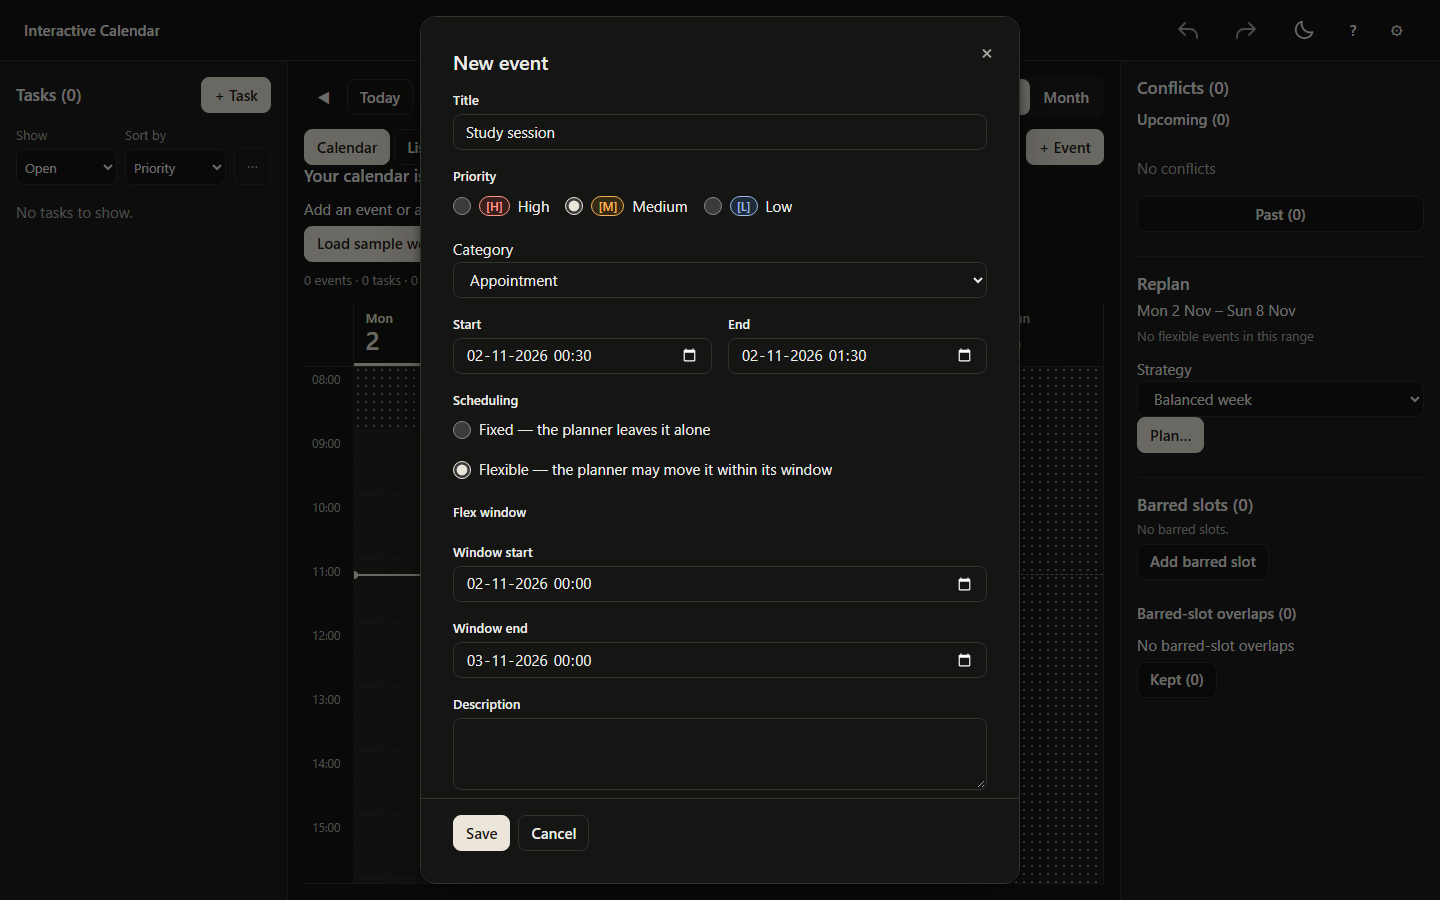 Interactive Calendar
?
Tasks (0)
+ Task
Show
Sort by
Open
Priority
...
No tasks to show.
Today
Month
Calendar
+ Event
Your calendar
Add an event or
Load sample
0 events · 0 tasks · 0
Mon
2
08:00
09:00
10:00
11:00
12:00
13:00
14:00
15:00
New event
×
Title
Study session
Priority
[H] High
[M] Medium
[L] Low
Category
Appointment
Start
End
02-11-2026 00:30
02-11-2026 01:30
Scheduling
Fixed — the planner leaves it alone
Flexible — the planner may move it within its window
Flex window
Window start
02-11-2026 00:00
Window end
03-11-2026 00:00
Description
Save
Cancel
Conflicts (0)
Upcoming (0)
No conflicts
Past (0)
Replan
Mon 2 Nov – Sun 8 Nov
No flexible events in this range
Strategy
Balanced week
Plan...
Barred slots (0)
No barred slots.
Add barred slot
Barred-slot overlaps (0)
No barred-slot overlaps
Kept (0)